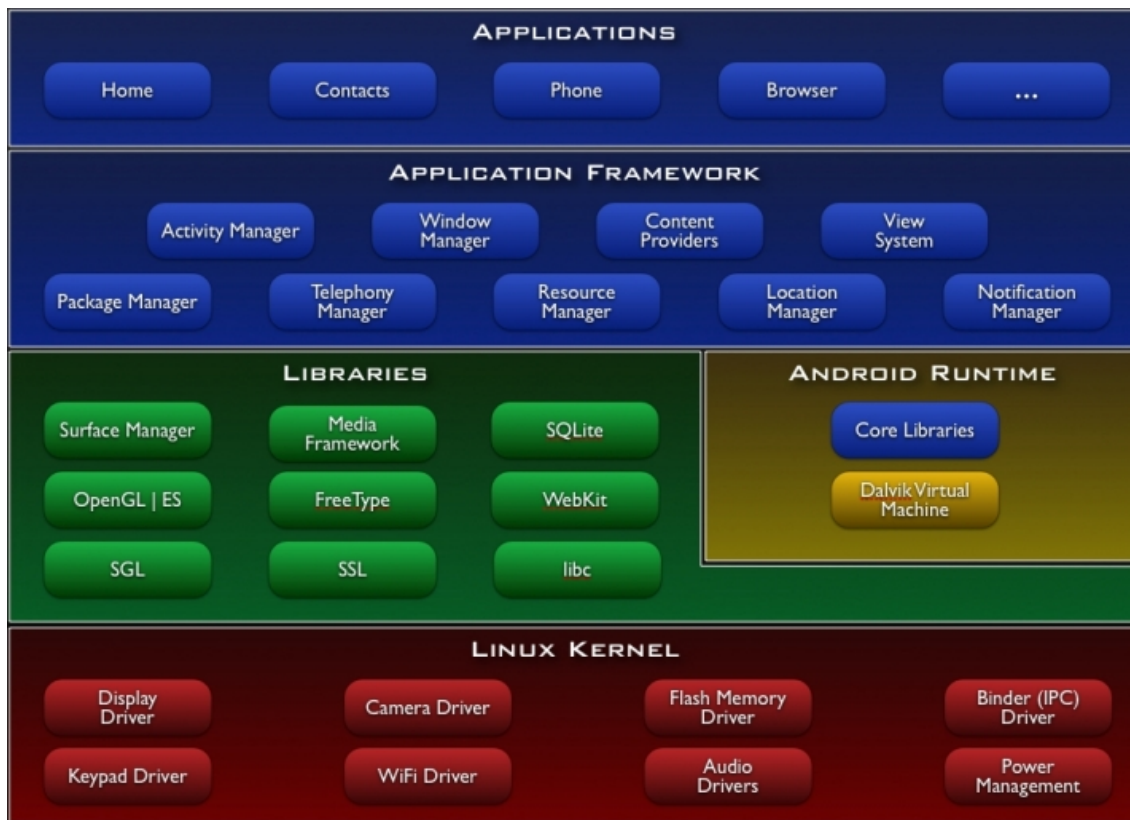 APPLICATIONS
Home
Contacts
Phone
Browser
...
APPLICATION FRAMEWORK
Activity Manager
Window
Manager
Content
Providers
View
System
Package Manager
Telephony
Manager
Resource
Manager
Location
Manager
Notification
Manager
LIBRARIES
Surface Manager
Media
Framework
SQLite
OpenGL | ES
FreeType
WebKit
SGL
SSL
libc
ANDROID RUNTIME
Core Libraries
Dalvik Virtual
Machine
LINUX KERNEL
Display
Driver
Camera Driver
Flash Memory
Driver
Binder (IPC)
Driver
Keypad Driver
WiFi Driver
Audio
Drivers
Power
Management